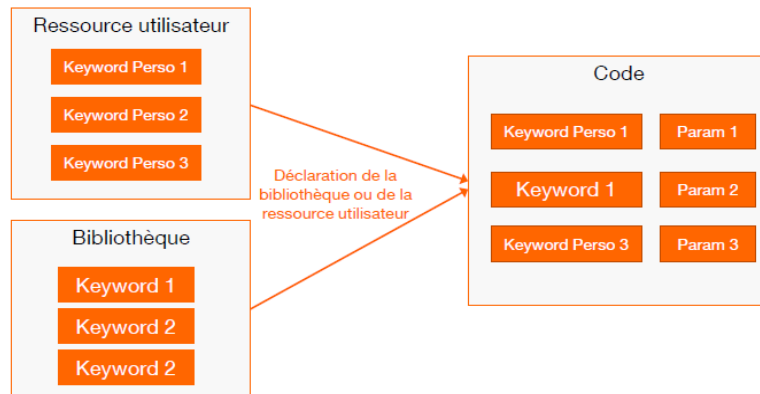 Ressource utilisateur
Keyword Perso 1
Keyword Perso 2
Keyword Perso 3
Bibliothèque
Keyword 1
Keyword 2
Keyword 2
Déclaration de la
bibliothèque ou de la
ressource utilisateur
Code
Keyword Perso 1 Param 1
Keyword 1 Param 2
Keyword Perso 3 Param 3